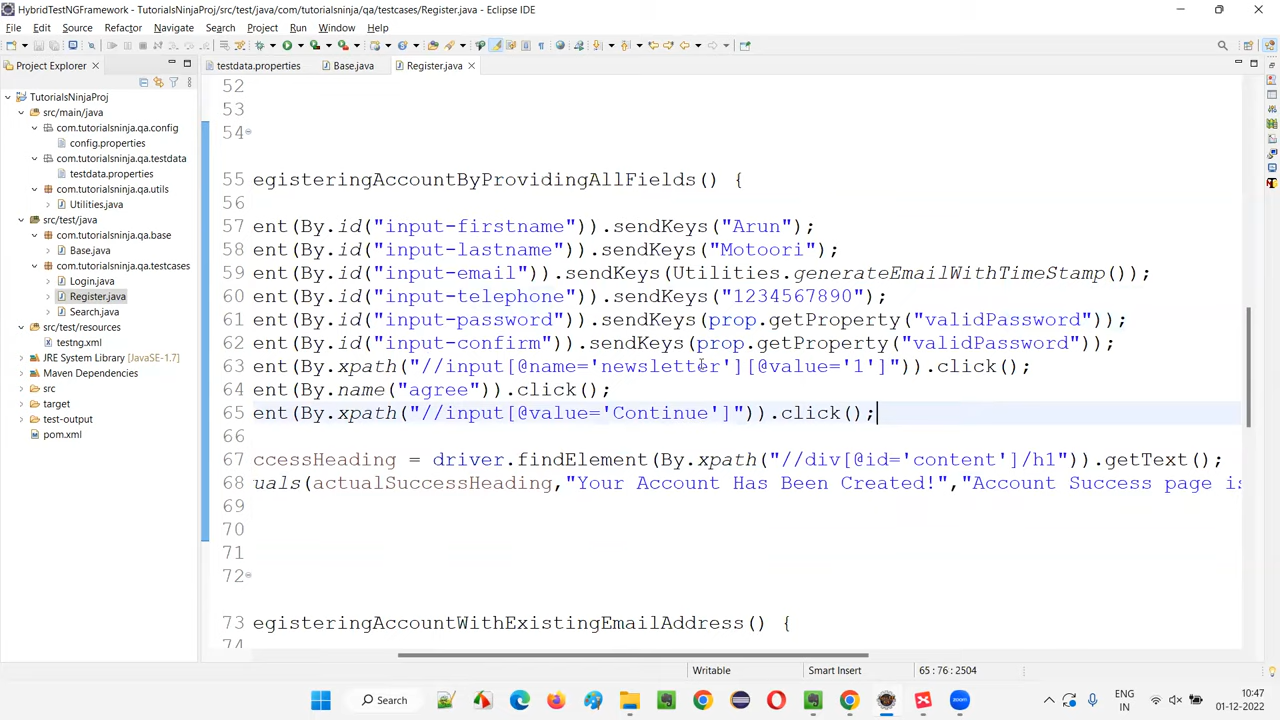 HybridTestNGFramework - TutorialsNinjaProj/src/test/java/com/tutorialsninja/qa/testcases/Register.java - Eclipse IDE
File Edit Source Refactor Navigate Search Project Run Window Help
Project Explorer
testdata.properties Base.java Register.java
TutorialsNinjaProj
src/main/java
com.tutorialsninja.qa.config
config.properties
com.tutorialsninja.qa.testdata
testdata.properties
com.tutorialsninja.qa.utils
Utilities.java
src/test/java
com.tutorialsninja.qa.base
Base.java
com.tutorialsninja.qa.testcases
Login.java
Register.java
Search.java
src/test/resources
testng.xml
JRE System Library [JavaSE-1.7]
Maven Dependencies
src
target
test-output
pom.xml
52
53
54
55 egisteringAccountByProvidingAllFields() {
56
57 ent(By.id("input-firstname")).sendKeys("Arun");
58 ent(By.id("input-lastname")).sendKeys("Motoori");
59 ent(By.id("input-email")).sendKeys(Utilities.generateEmailWithTimeStamp());
60 ent(By.id("input-telephone")).sendKeys("1234567890");
61 ent(By.id("input-password")).sendKeys(prop.getProperty("validPassword"));
62 ent(By.id("input-confirm")).sendKeys(prop.getProperty("validPassword"));
63 ent(By.xpath("//input[@name='newsletter'][@value='1']")).click();
64 ent(By.name("agree")).click();
65 ent(By.xpath("//input[@value='Continue']")).click();
66
67 ccessHeading = driver.findElement(By.xpath("//div[@id='content']/h1")).getText();
68 uals(actualSuccessHeading,"Your Account Has Been Created!","Account Success page is
69
70
71
72
73 egisteringAccountWithExistingEmailAddress() {
74
Writable Smart Insert 65 : 76 : 2504
Search
ENG
IN
10:47
01-12-2022